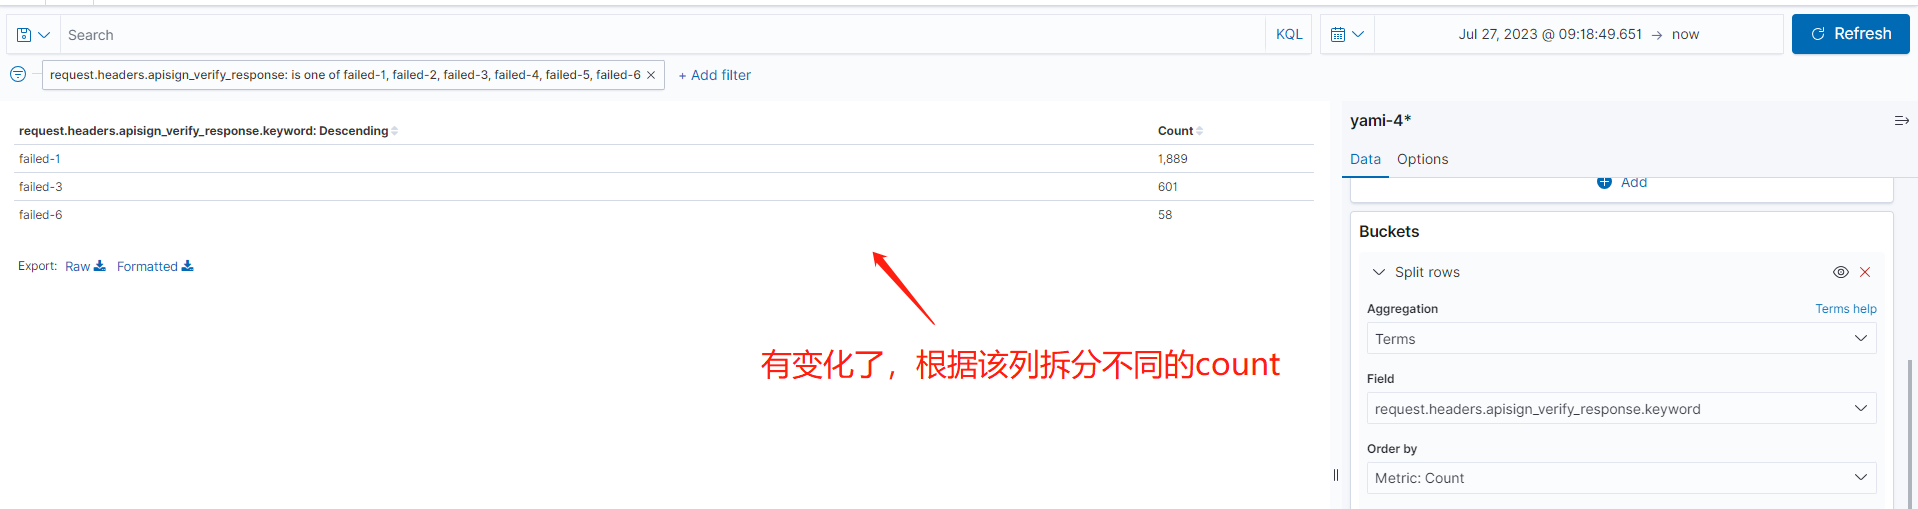 Search
KQL
Jul 27, 2023 @ 09:18:49.651 → now
Refresh
request.headers.apisign_verify_response: is one of failed-1, failed-2, failed-3, failed-4, failed-5, failed-6 ×
+ Add filter
request.headers.apisign_verify_response.keyword: Descending
Count
failed-1
1,889
failed-3
601
failed-6
58
Export: Raw Formatted
有变化了，根据该列拆分不同的count
yami-4*
Data Options
Add
Buckets
Split rows
Aggregation
Terms help
Terms
Field
request.headers.apisign_verify_response.keyword
Order by
Metric: Count